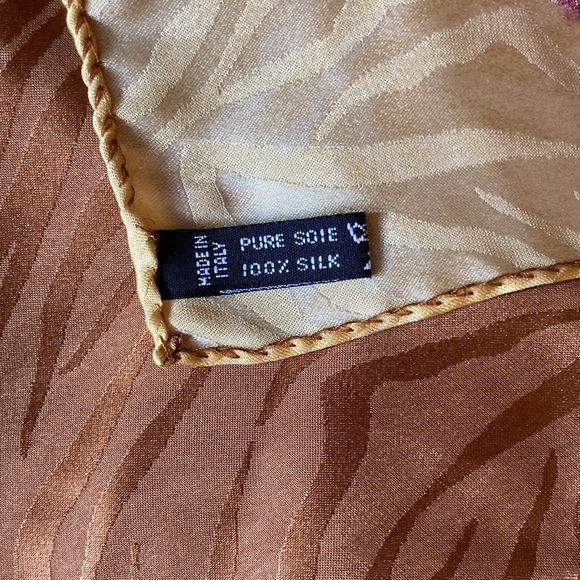 MADE IN
ITALY
PURE SOIE
100% SILK